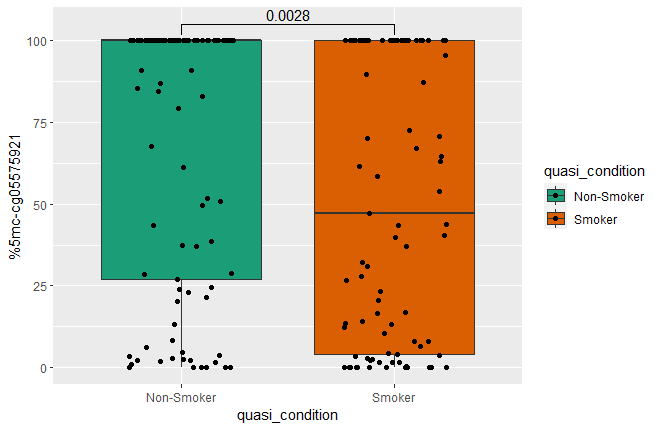 0.0028
100
75
50
25
0
%5mc-cg05575921
Non-Smoker
Smoker
quasi_condition
quasi_condition
Non-Smoker
Smoker